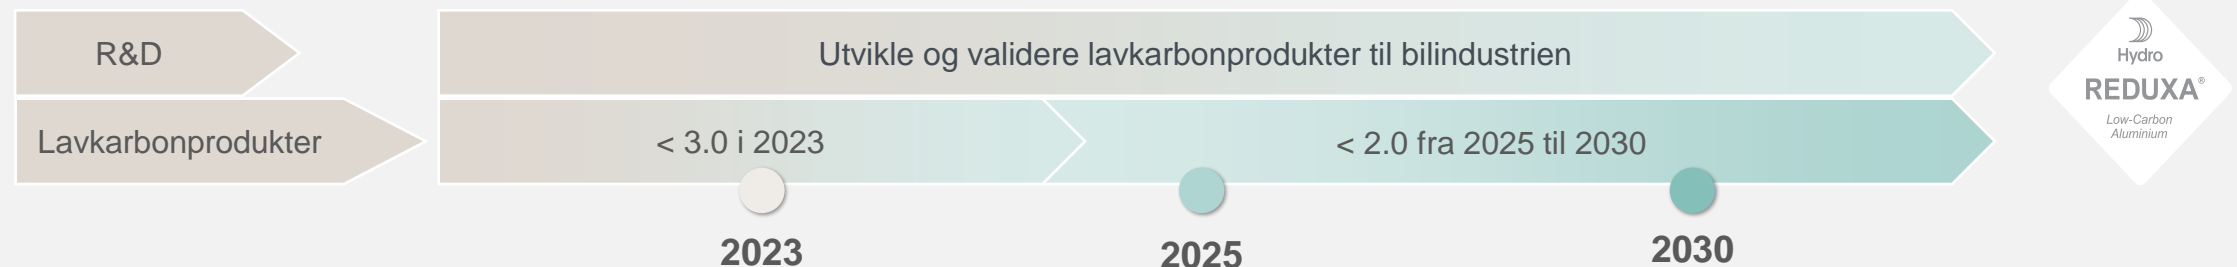 R&D
Utvikle og validere lavkarbonprodukter til bilindustrien
Lavkarbonprodukter
< 3.0 i 2023
< 2.0 fra 2025 til 2030
2023
2025
2030
Hydro
REDUXA®
Low-Carbon
Aluminium